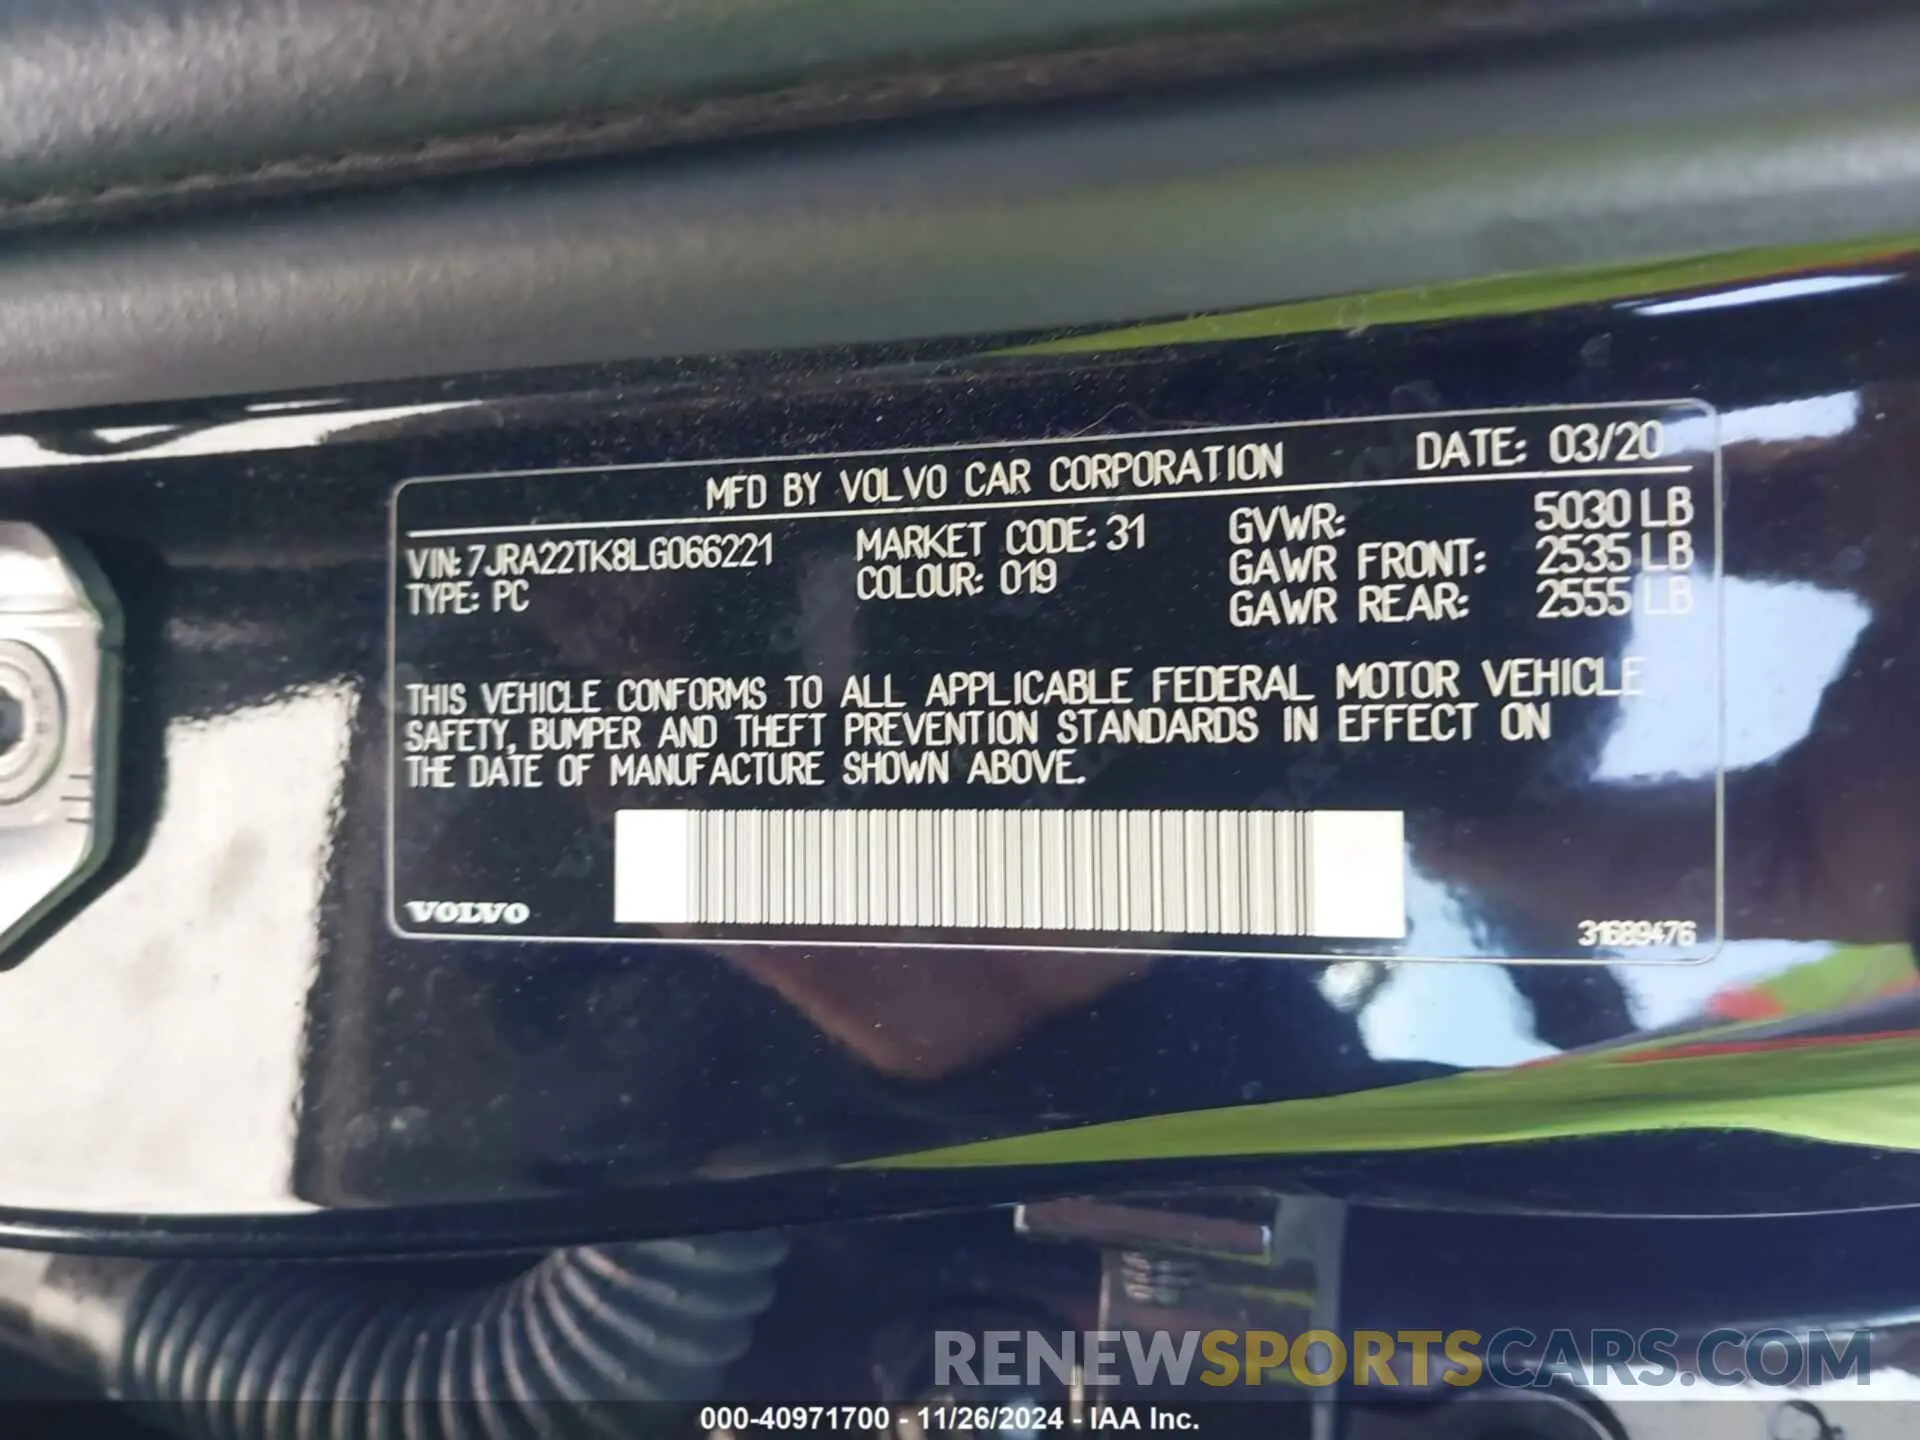 MFD BY VOLVO CAR CORPORATION DATE: 03/20
VIN: 7JRA22TK8LG066221 MARKET CODE: 31 GVWR: 5030 LB
TYPE: PC COLOUR: 019 GAWR FRONT: 2535 LB
GAWR REAR: 2555 LB
THIS VEHICLE CONFORMS TO ALL APPLICABLE FEDERAL MOTOR VEHICLE
SAFETY, BUMPER AND THEFT PREVENTION STANDARDS IN EFFECT ON
THE DATE OF MANUFACTURE SHOWN ABOVE.
VOLVO 31689476
RENEWSPORTSCARS.COM
000-40971700 - 11/26/2024 - IAA Inc.